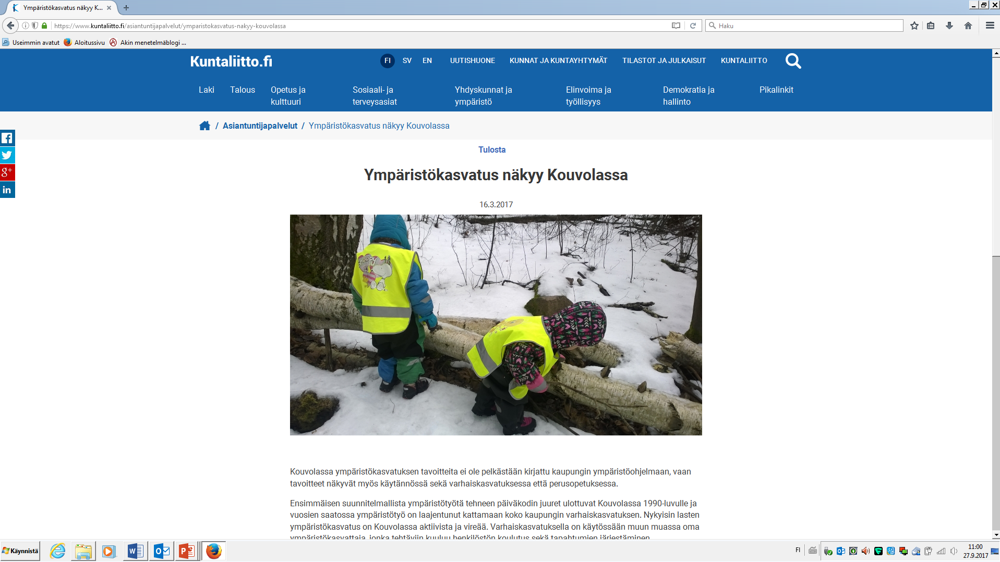 Ympäristökasvatus näkyy K...
https://www.kuntaliitto.fi/asiantuntijapalvelut/ymparistokasvatus-nakyy-kouvolassa
Haku
Useimmin avatut
Aloitussivu
Akin menetelmäblogi ...
Kuntaliitto.fi
FI SV EN UUTISHUONE KUNNAT JA KUNTAYHTYMÄT TILASTOT JA JULKAISUT KUNTALIITTO
Laki
Talous
Opetus ja
kulttuuri
Sosiaali- ja
terveysasiat
Yhdyskunnat ja
ympäristö
Elinvoima ja
työllisyys
Demokratia ja
hallinto
Pikalinkit
/ Asiantuntijapalvelut / Ympäristökasvatus näkyy Kouvolassa
Tulosta
Ympäristökasvatus näkyy Kouvolassa
16.3.2017
Kouvolassa ympäristökasvatuksen tavoitteita ei ole pelkästään kirjattu kaupungin ympäristöohjelmaan, vaan
tavoitteet näkyvät myös käytännössä sekä varhaiskasvatuksessa että perusopetuksessa.
Ensimmäisen suunnitelmallista ympäristötyötä tehneen päiväkodin juuret ulottuvat Kouvolassa 1990-luvulle ja
vuosien saatossa ympäristötyö on laajentunut kattamaan koko kaupungin varhaiskasvatuksen. Nykyisin lasten
ympäristökasvatus on Kouvolassa aktiivista ja vireää. Varhaiskasvatuksella on käytössään muun muassa oma
ympäristökasvattaja, jonka tehtäviin kuuluu henkilöstön koulutus sekä tapahtumien järjestäminen
Käynnistä
FI
11:00
27.9.2017